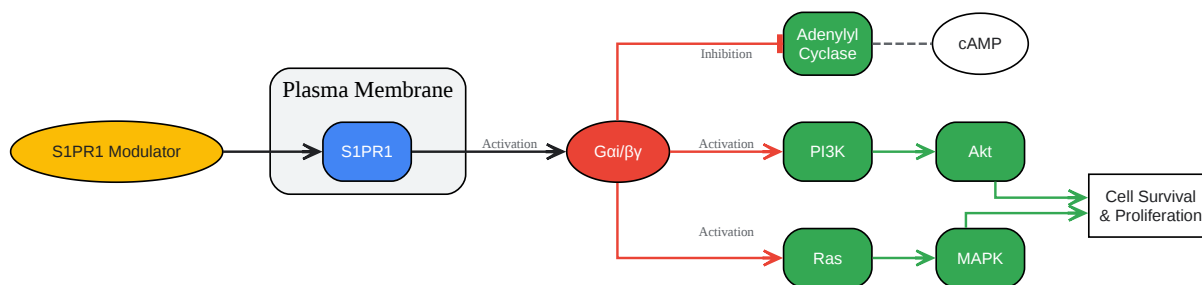 Adenylyl
Cyclase
cAMP
Inhibition
Plasma Membrane
S1PR1 Modulator
S1PR1
Activation
Gαi/βγ
Activation
PI3K
Akt
Cell Survival
& Proliferation
Activation
Ras
MAPK